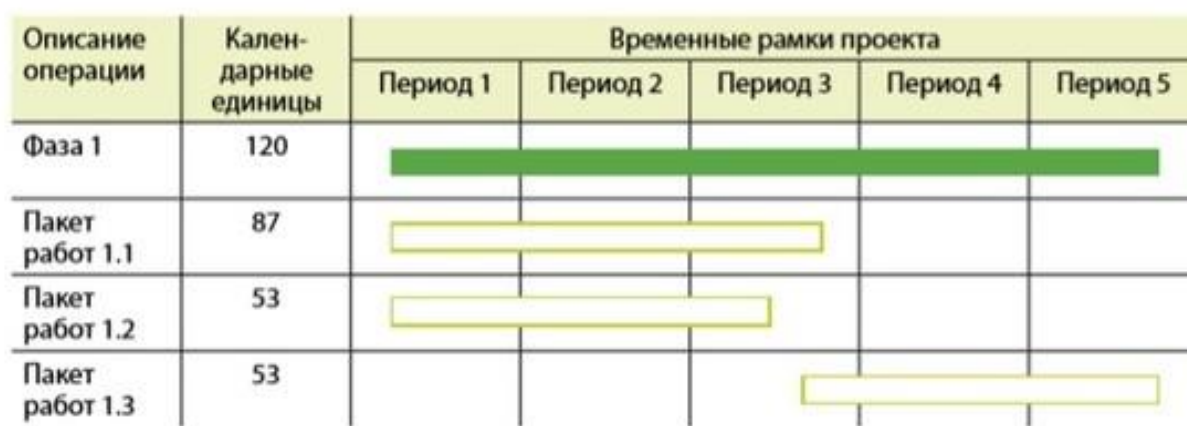 Описание
операции
Кален-
дарные
единицы
Временные рамки проекта
Период 1
Период 2
Период 3
Период 4
Период 5
Фаза 1
120
Пакет
работ 1.1
87
Пакет
работ 1.2
53
Пакет
работ 1.3
53